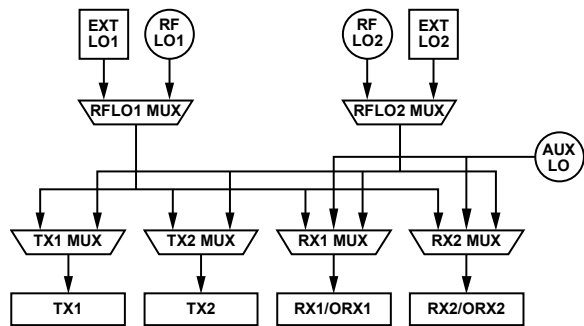 EXT
LO1
RF
LO1
RF
LO2
EXT
LO2
RFLO1 MUX
RFLO2 MUX
AUX
LO
TX1 MUX
TX2 MUX
RX1 MUX
RX2 MUX
TX1
TX2
RX1/ORX1
RX2/ORX2